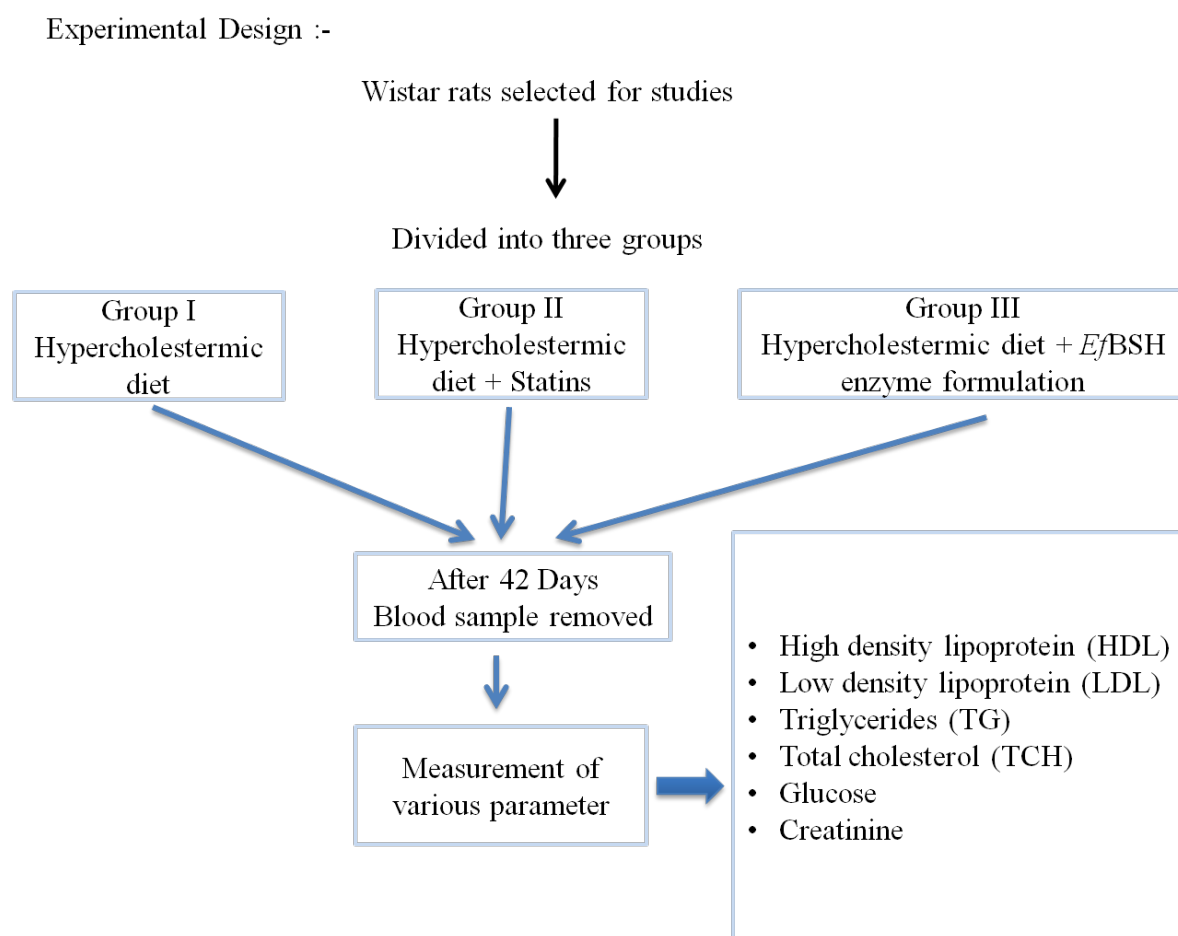 Experimental Design :-
Wistar rats selected for studies
Divided into three groups
Group I
Hypercholestermic
diet
Group II
Hypercholestermic
diet + Statins
Group III
Hypercholestermic diet + EfBSH
enzyme formulation
After 42 Days
Blood sample removed
Measurement of
various parameter
• High density lipoprotein (HDL)
• Low density lipoprotein (LDL)
• Triglycerides (TG)
• Total cholesterol (TCH)
• Glucose
• Creatinine